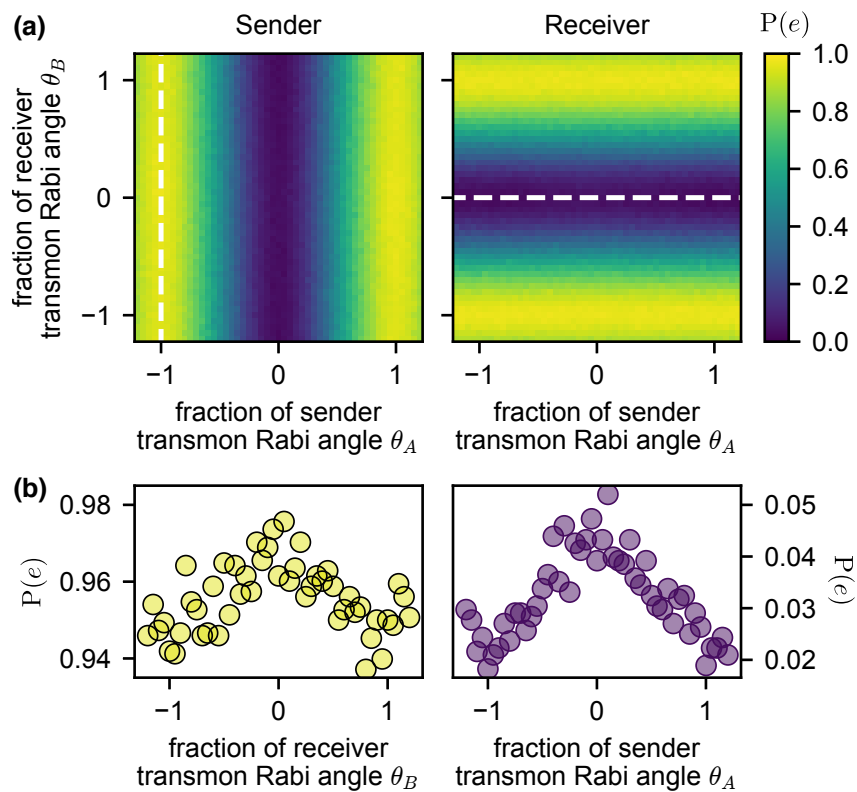 (a) Sender Receiver P(e)
fraction of receiver
transmon Rabi angle θ_B
1
0
−1
−1 0 1
−1 0 1
1.0
0.8
0.6
0.4
0.2
0.0
fraction of sender
transmon Rabi angle θ_A
fraction of sender
transmon Rabi angle θ_A
(b)
P(e)
0.98
0.96
0.94
−1 0 1
fraction of receiver
transmon Rabi angle θ_B
0.05
0.04
0.03
0.02
P(e)
−1 0 1
fraction of sender
transmon Rabi angle θ_A